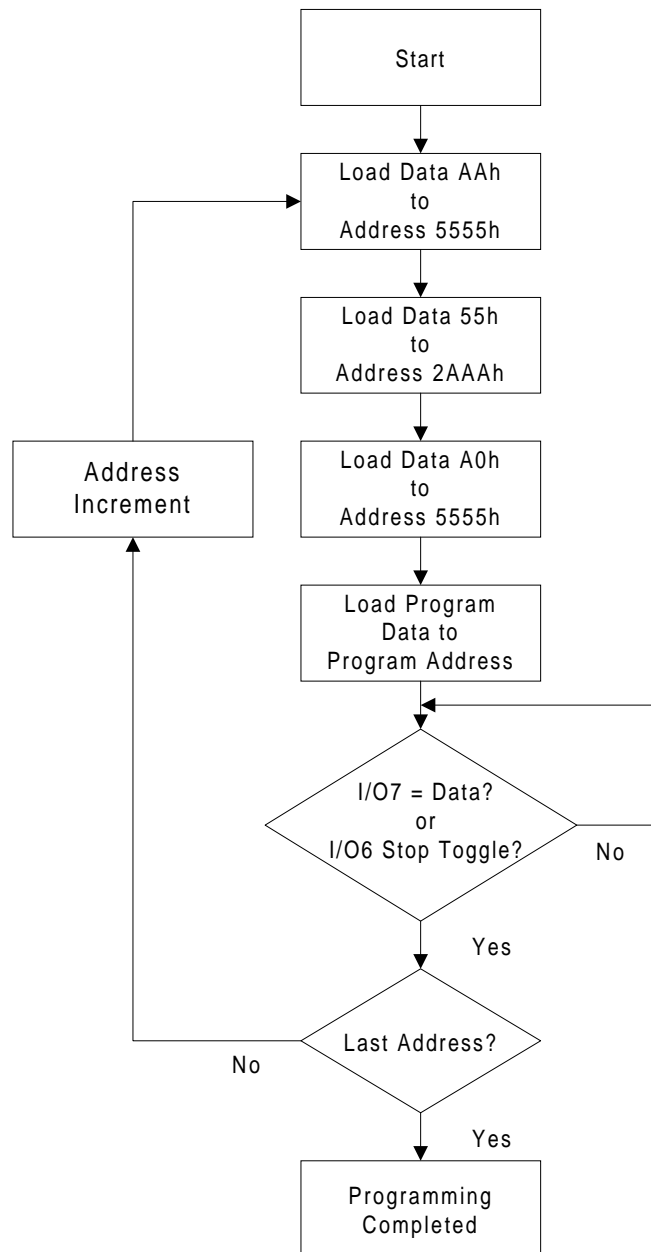 Start
Load Data AAh
to
Address 5555h
Load Data 55h
to
Address 2AAAh
Address
Increment
Load Data A0h
to
Address 5555h
Load Program
Data to
Program Address
I/O7 = Data?
or
I/O6 Stop Toggle?
No
Yes
Last Address?
No
Yes
Programming
Completed